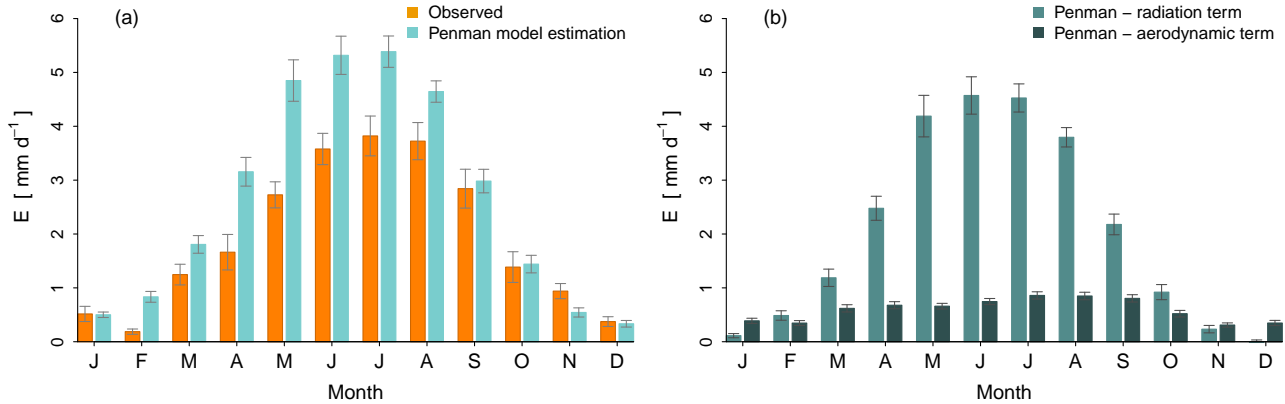 (a)
Observed
Penman model estimation
E [ mm d−1 ]
6
5
4
3
2
1
0
J F M A M J J A S O N D
Month
(b)
Penman − radiation term
Penman − aerodynamic term
E [ mm d−1 ]
6
5
4
3
2
1
0
J F M A M J J A S O N D
Month